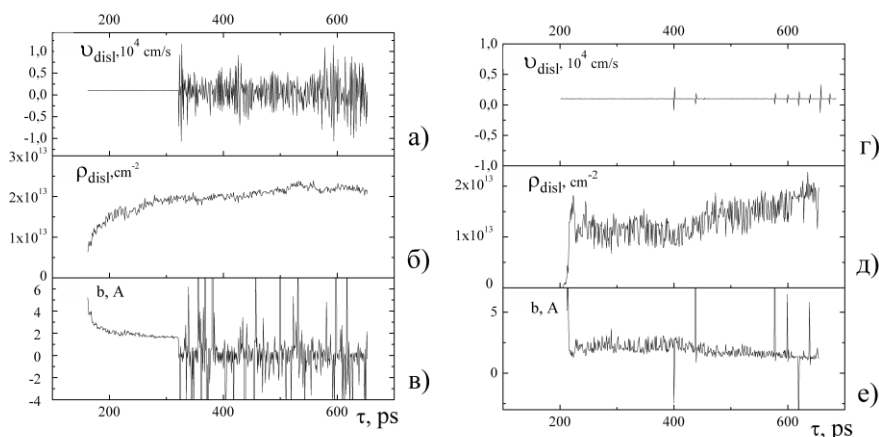 200 400 600
υdisl, 10⁴ cm/s
1,0
0,5
0,0
-0,5
-1,0
а)
3x10¹³
ρdisl, cm⁻²
2x10¹³
1x10¹³
0
б)
b, A
6
4
2
0
-2
-4
в)
200 400 600
τ, ps
200 400 600
1,0
υdisl, 10⁴ cm/s
0,5
0,0
-0,5
-1,0
г)
2x10¹³
ρdisl, cm⁻²
1x10¹³
0
д)
b, A
5
0
е)
200 400 600
τ, ps